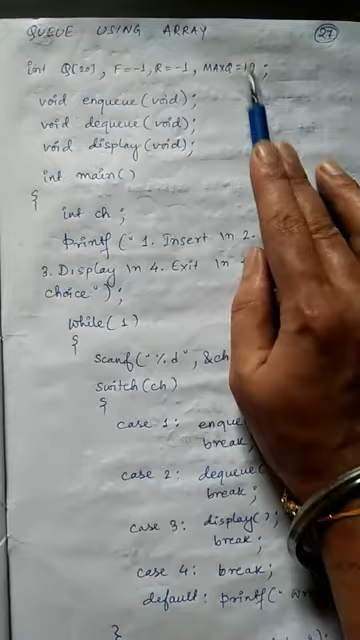 QUEUE USING ARRAY
27
int Q[20], F=-1, R=-1, MAXQ=19;
void enqueue(void);
void dequeue(void);
void display(void);
int main()
{
int ch;
printf("1. Insert \n 2.
3. Display \n 4. Exit \n
choice");
while(1)
{
scanf("%d", &ch
switch(ch)
{
case 1: enque
break;
case 2: dequeue(
break;
case 3: display();
break;
case 4: break;
default: printf("
}